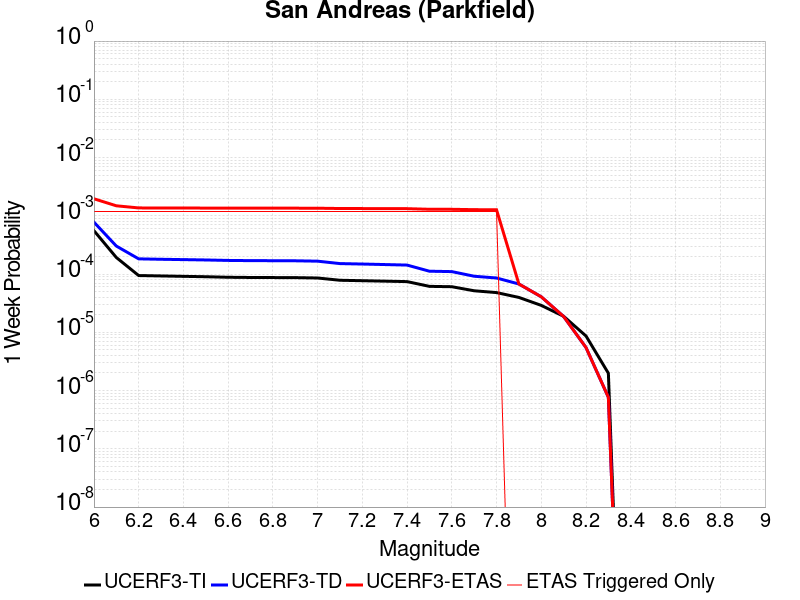 San Andreas (Parkfield)
10^0
10^-1
10^-2
10^-3
10^-4
10^-5
10^-6
10^-7
10^-8
1 Week Probability
6 6.2 6.4 6.6 6.8 7 7.2 7.4 7.6 7.8 8 8.2 8.4 8.6 8.8 9
Magnitude
UCERF3-TI UCERF3-TD UCERF3-ETAS ETAS Triggered Only